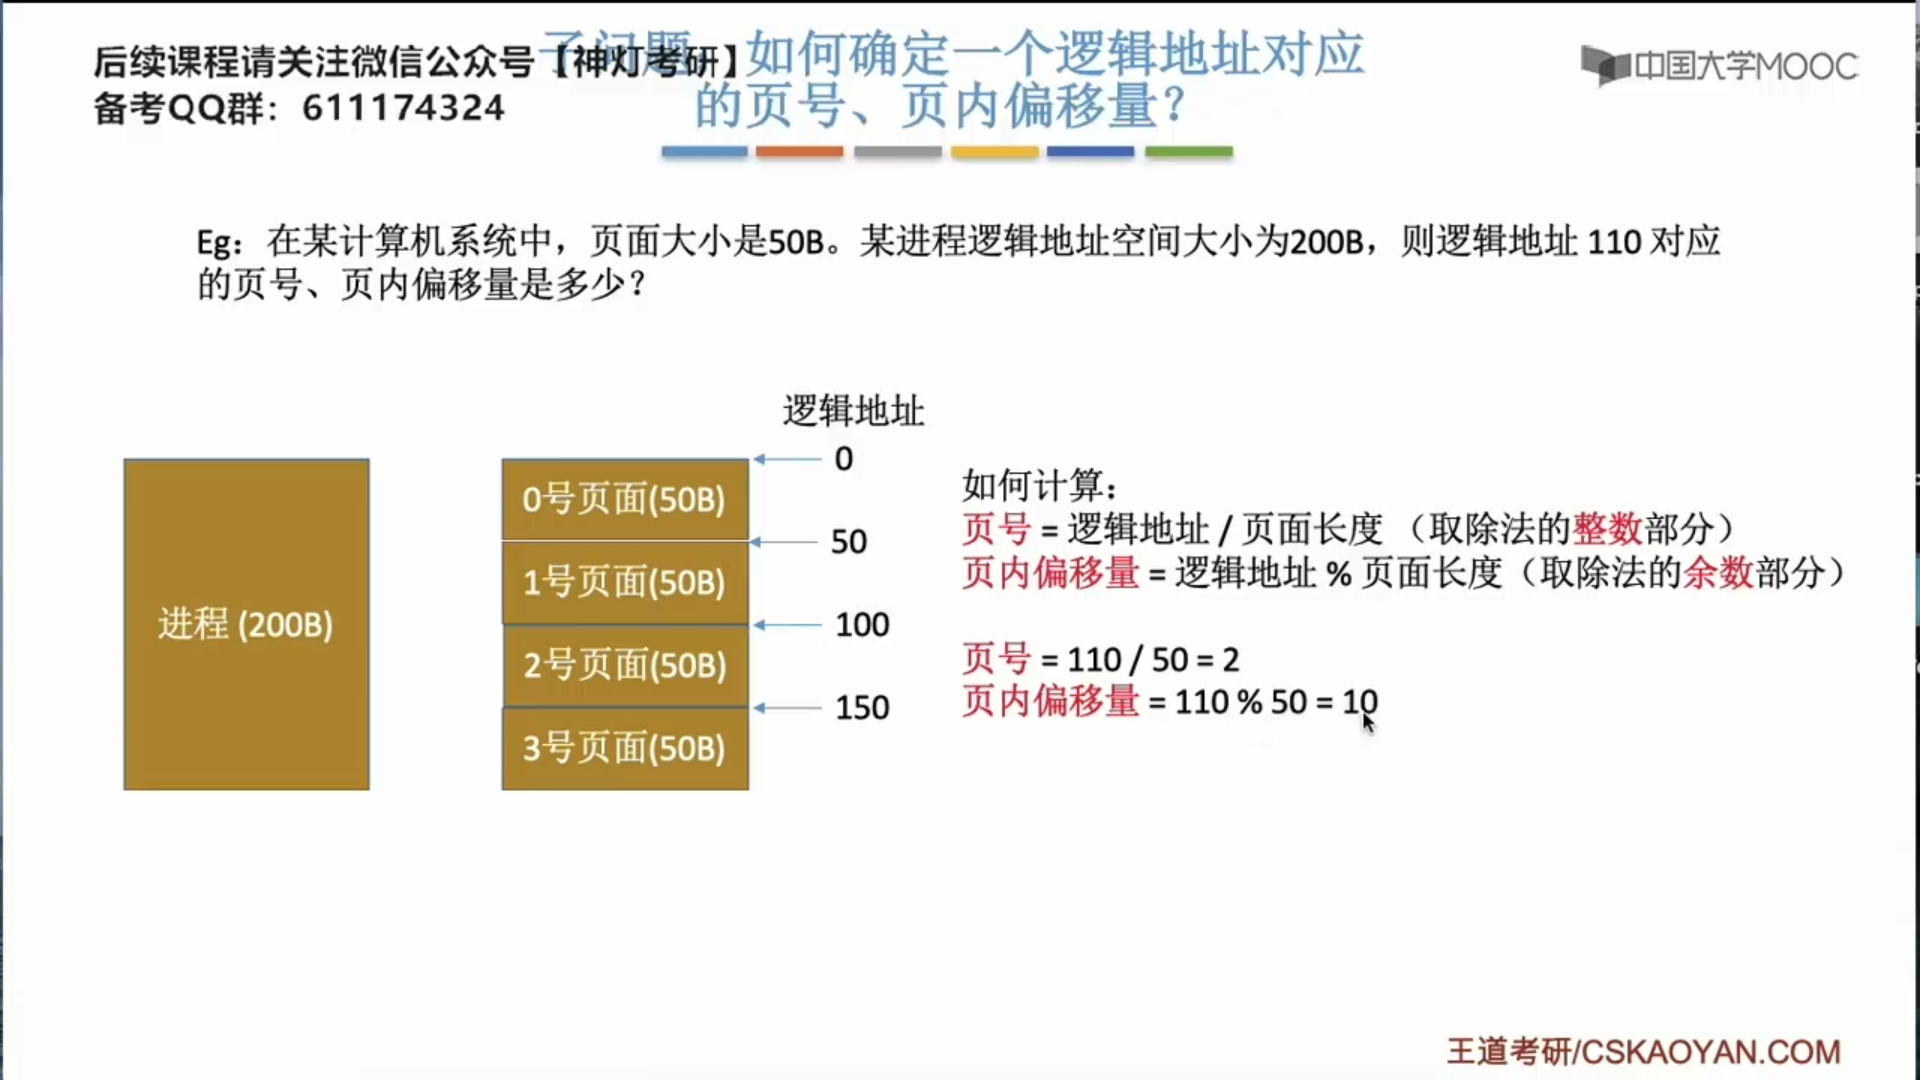 后续课程请关注微信公众号【神灯考研】
备考QQ群：611174324
子问题：如何确定一个逻辑地址对应
的页号、页内偏移量？
中国大学MOOC
Eg：在某计算机系统中，页面大小是50B。某进程逻辑地址空间大小为200B，则逻辑地址 110 对应
的页号、页内偏移量是多少？
逻辑地址
进程 (200B)
0号页面(50B)
1号页面(50B)
2号页面(50B)
3号页面(50B)
0
50
100
150
如何计算：
页号 = 逻辑地址 / 页面长度 （取除法的整数部分）
页内偏移量 = 逻辑地址 % 页面长度（取除法的余数部分）
页号 = 110 / 50 = 2
页内偏移量 = 110 % 50 = 10
王道考研/CSKAOYAN.COM